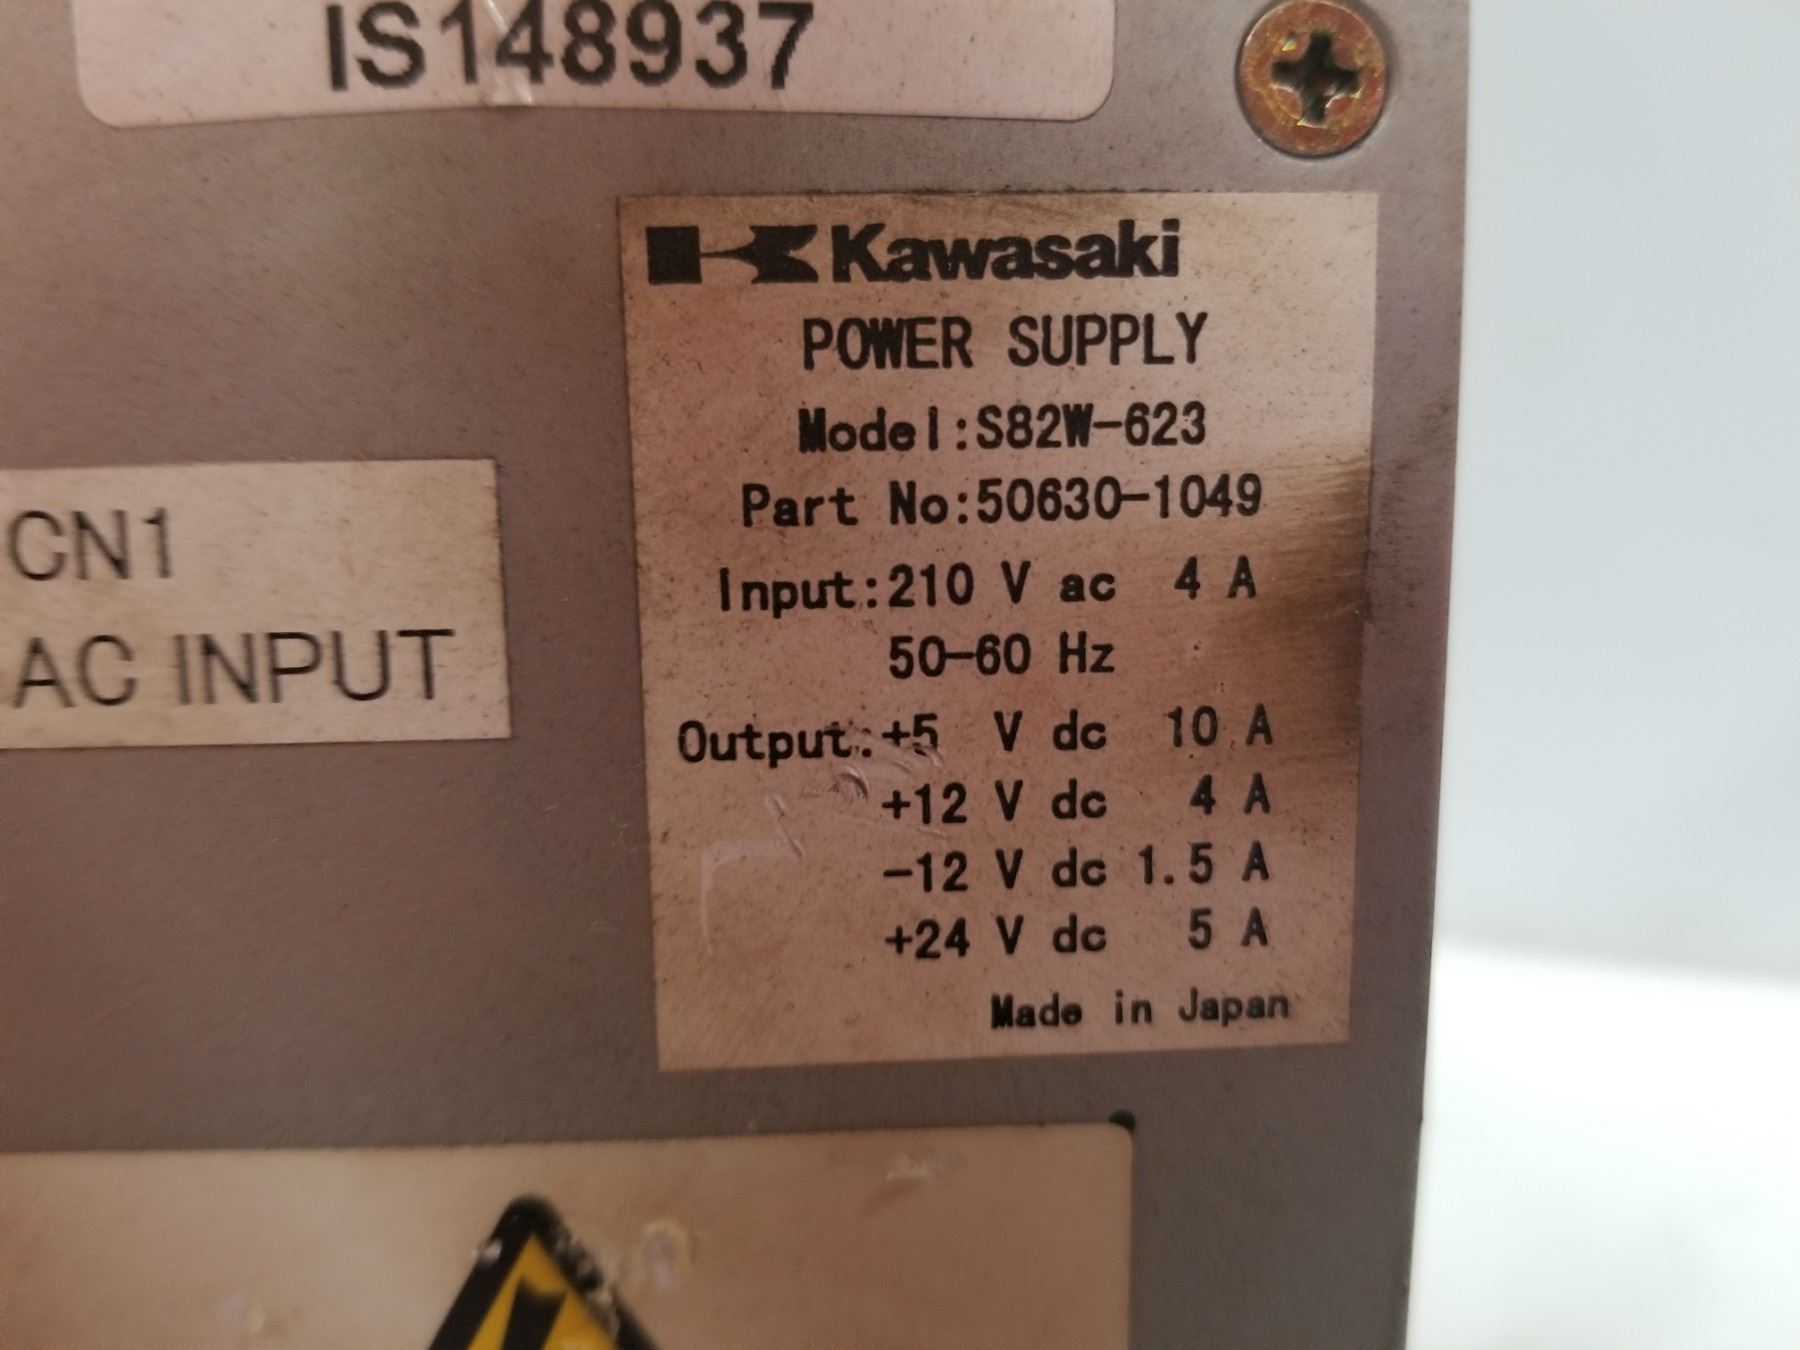 IS148937
Kawasaki
POWER SUPPLY
Model:S82W-623
Part No:50630-1049
Input:210 V ac 4 A
50-60 Hz
Output:+5 V dc 10 A
+12 V dc 4 A
-12 V dc 1.5 A
+24 V dc 5 A
Made in Japan
CN1
AC INPUT